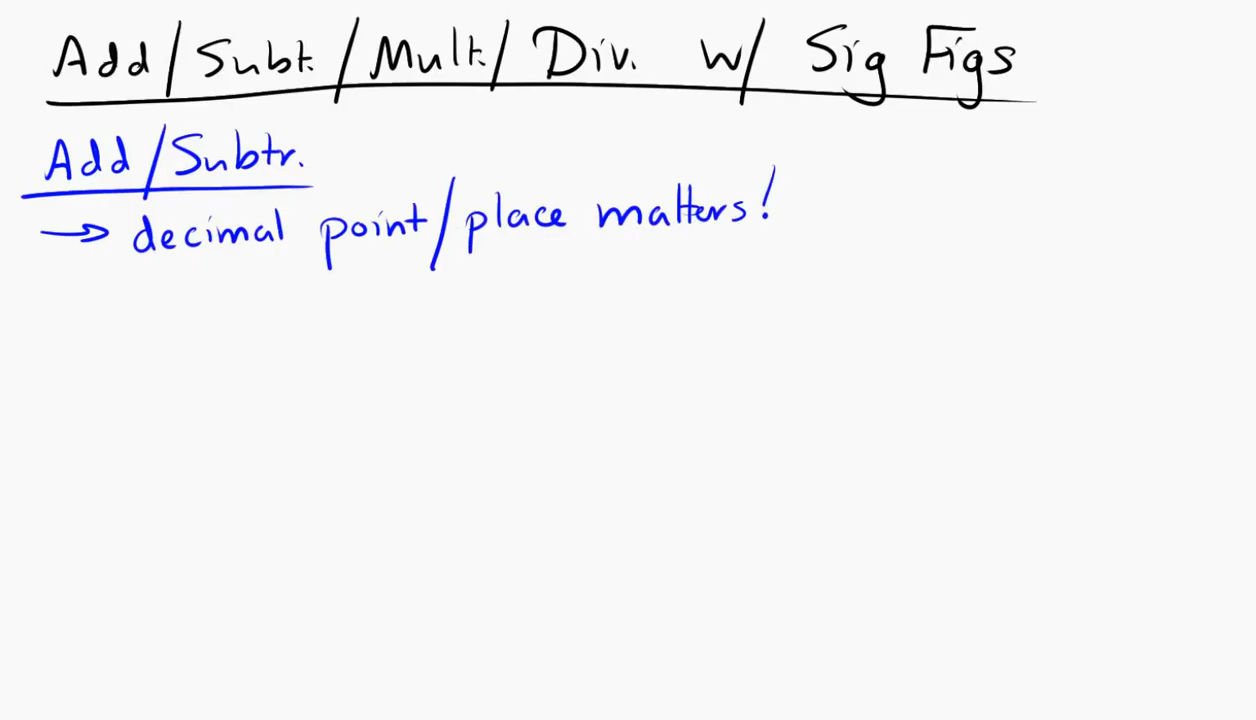 Add/Subt./Mult./Div. w/ Sig Figs
Add/Subtr.
→ decimal point/place matters!